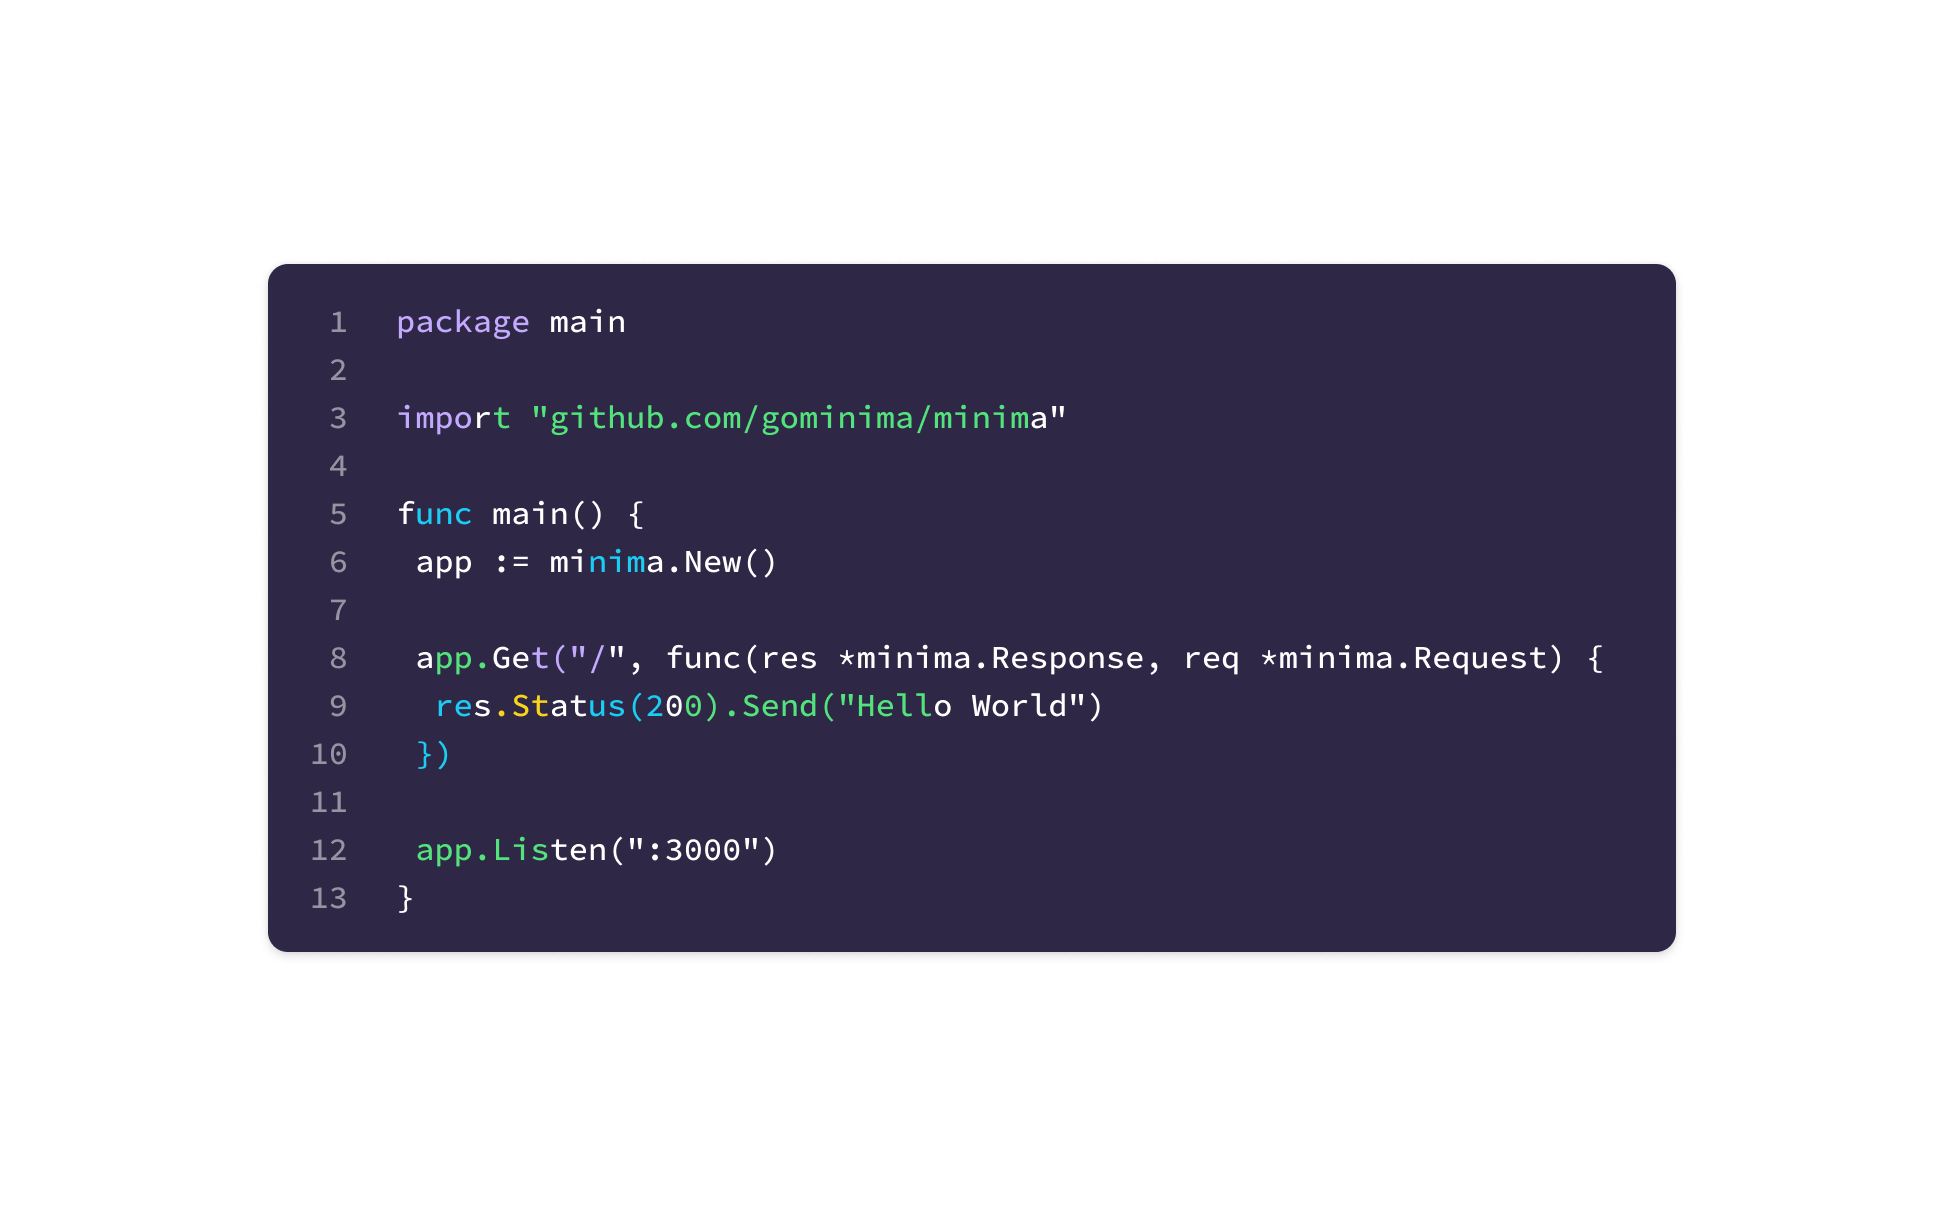 1 package main
2
3 import "github.com/gominima/minima"
4
5 func main() {
6  app := minima.New()
7
8  app.Get("/", func(res *minima.Response, req *minima.Request) {
9   res.Status(200).Send("Hello World")
10  })
11
12  app.Listen(":3000")
13 }